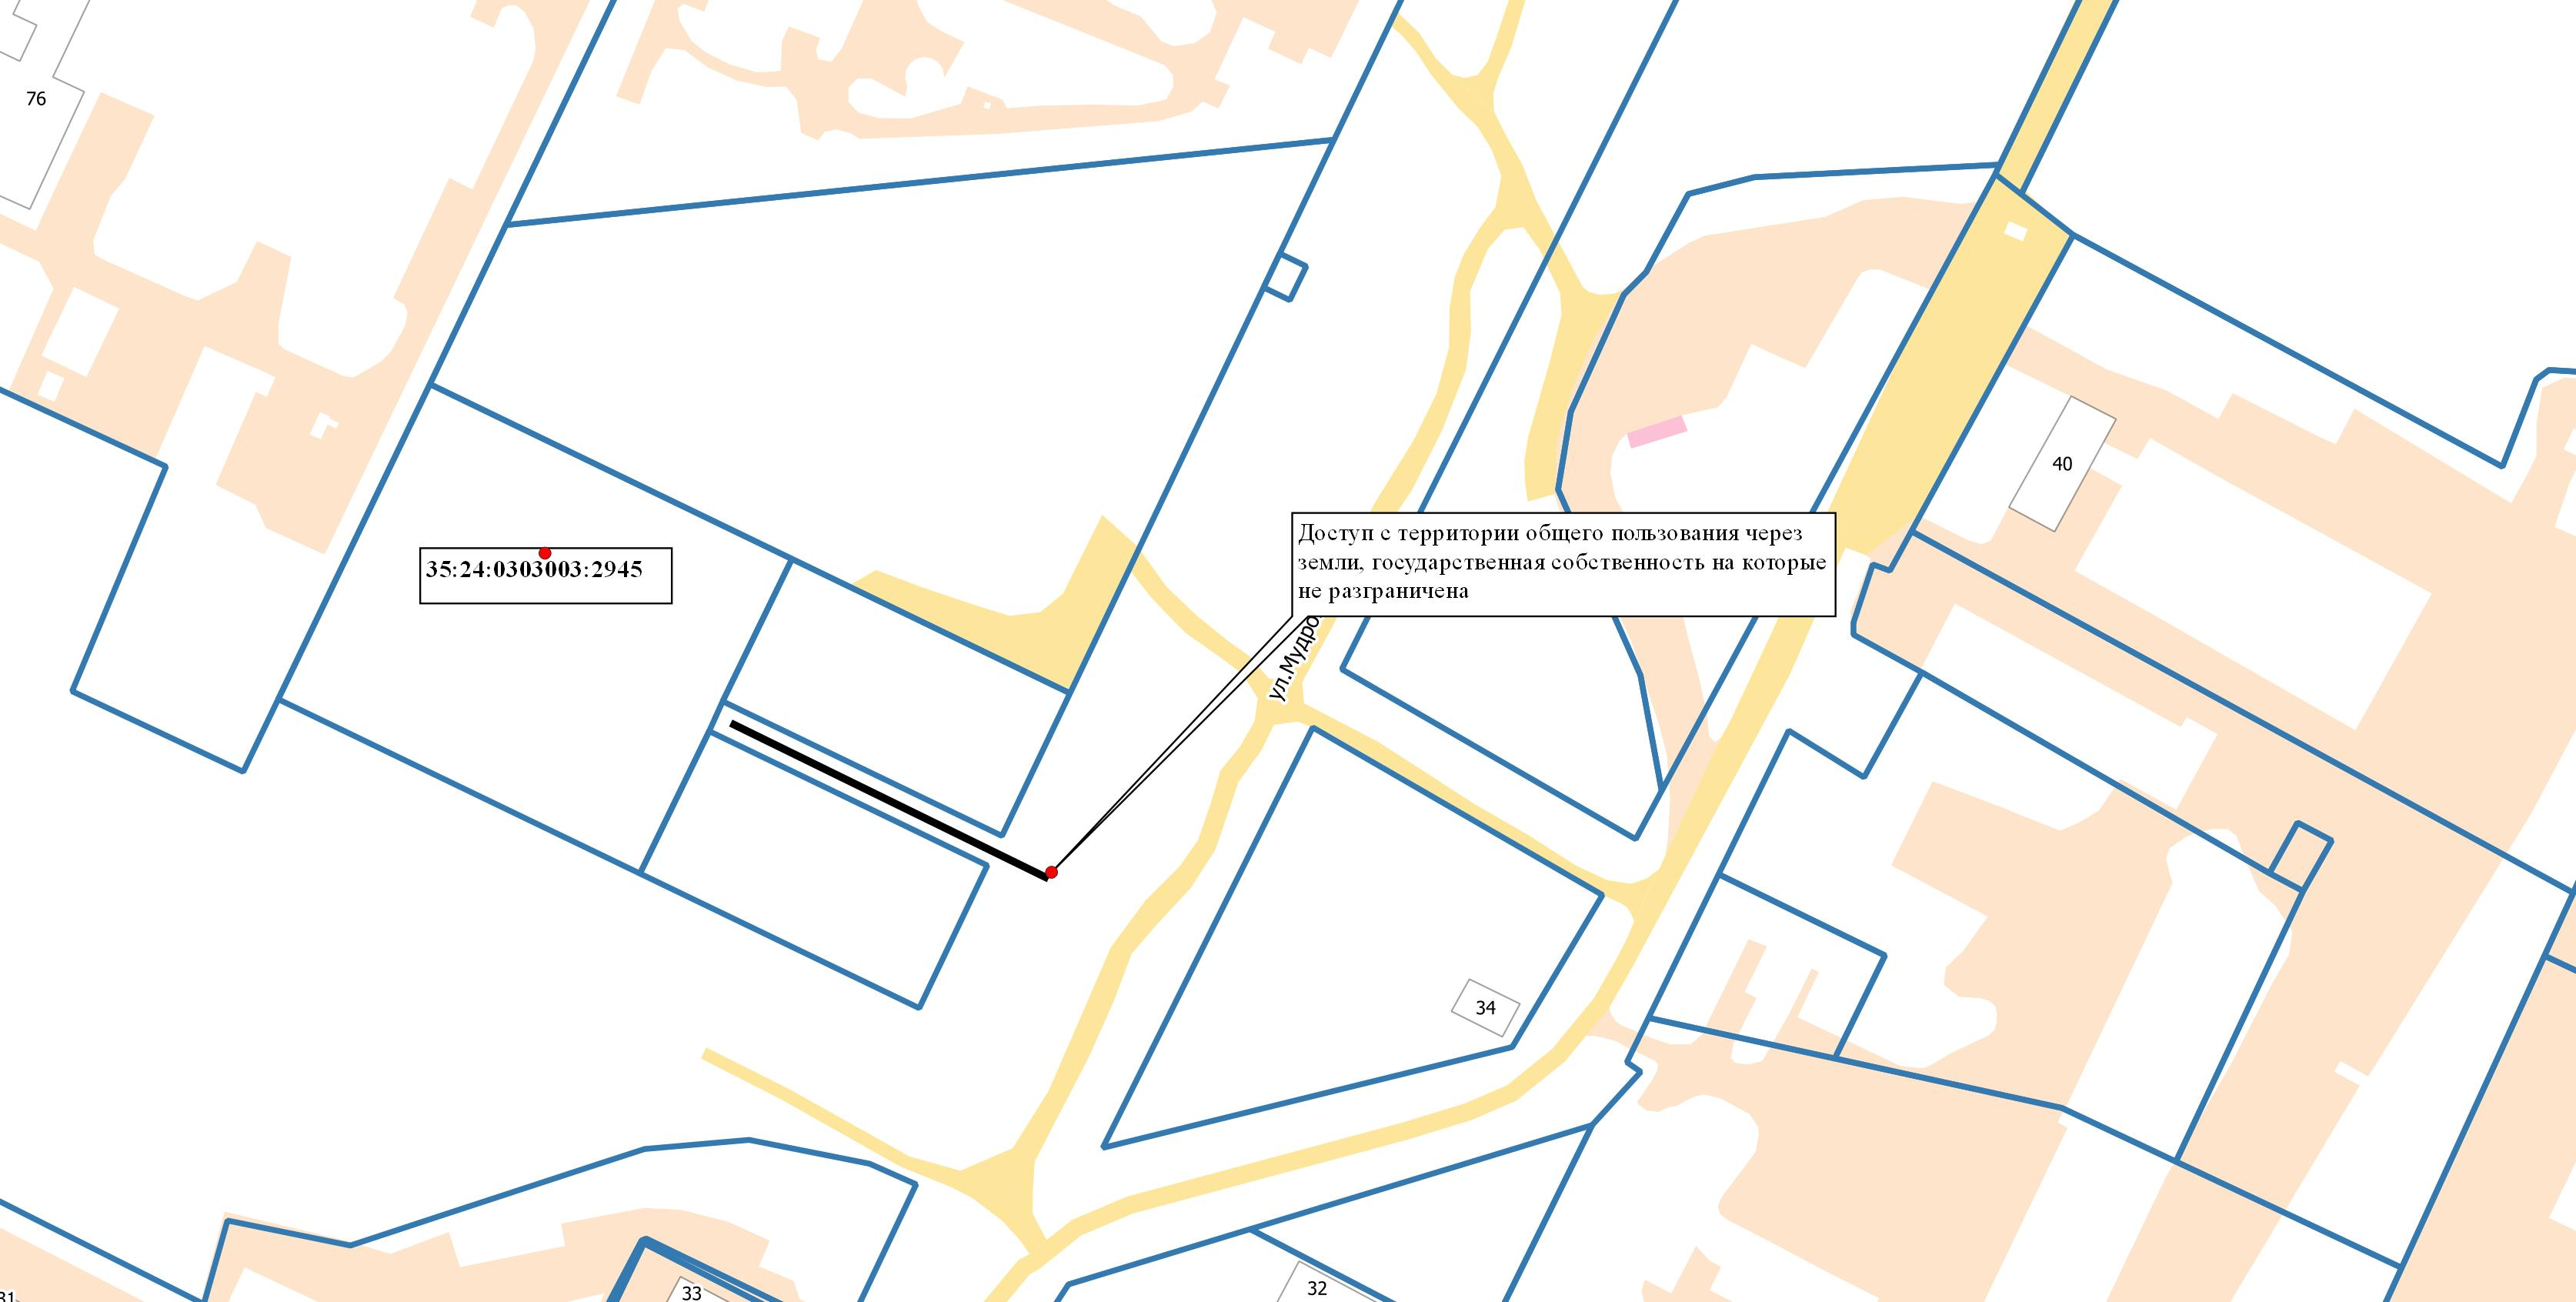 76
40
Доступ с территории общего пользования через
земли, государственная собственность на которые
не разграничена
35:24:0303003:2945
ул.Мудро
34
33
32
31